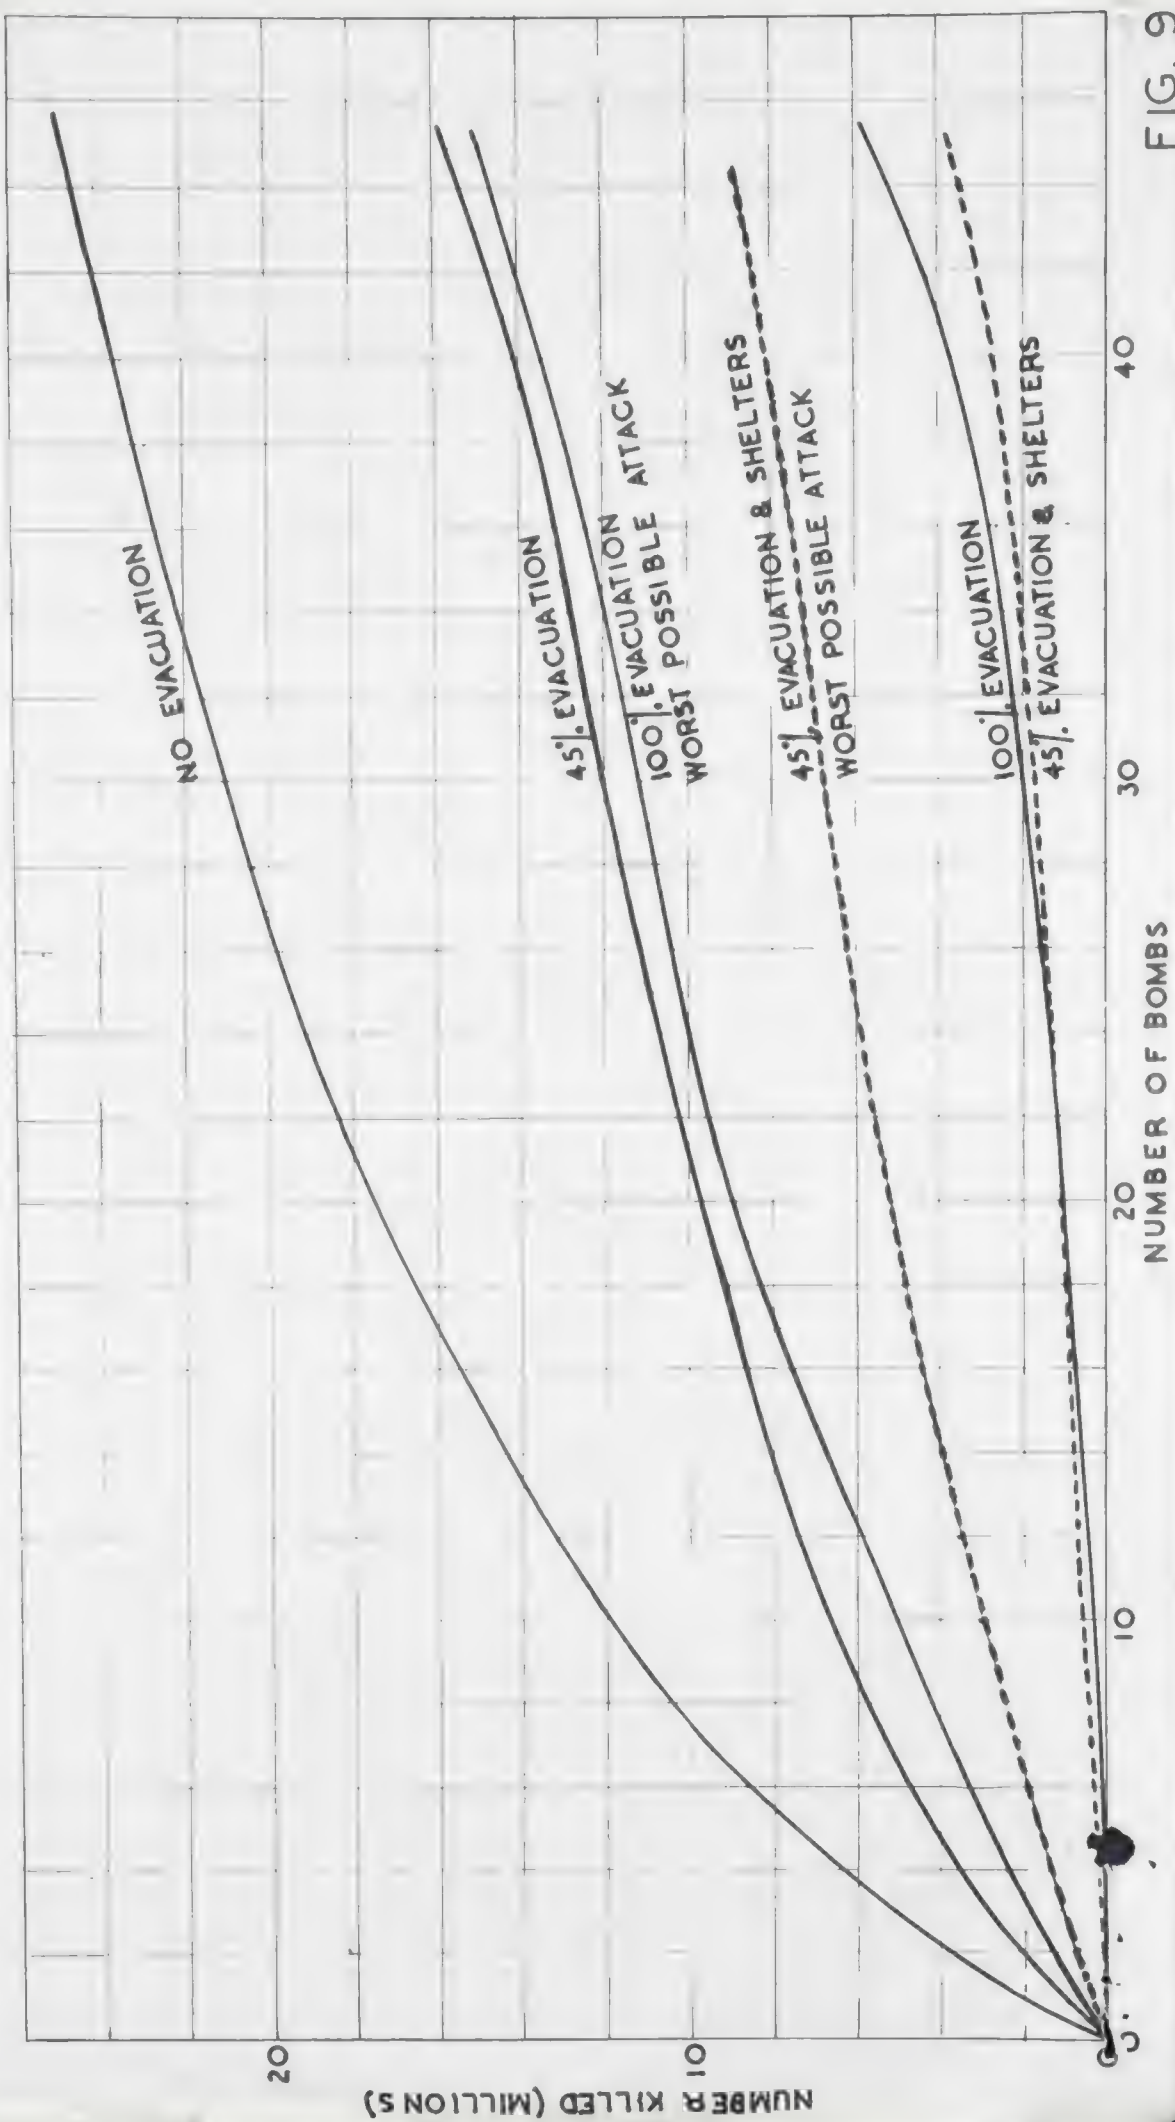 NUMBER KILLED (MILLIONS)
20
10
0
NO EVACUATION
45% EVACUATION
100% EVACUATION
WORST POSSIBLE ATTACK
45% EVACUATION & SHELTERS
WORST POSSIBLE ATTACK
100% EVACUATION
45% EVACUATION & SHELTERS
0
10
20
30
40
NUMBER OF BOMBS
FIG. 9